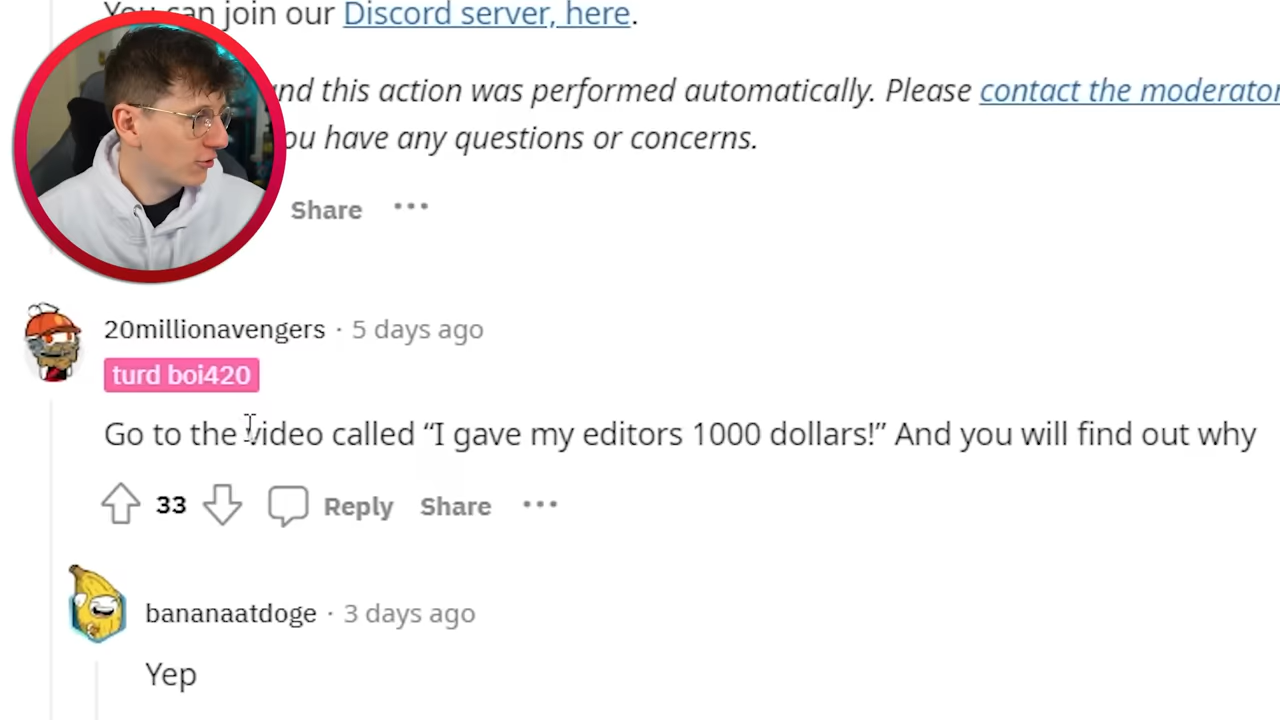 can join our Discord server, here.
and this action was performed automatically. Please contact the moderator
you have any questions or concerns.
Share •••
20millionavengers · 5 days ago
turd boi420
Go to the video called “I gave my editors 1000 dollars!” And you will find out why
33 Reply Share •••
bananaatdoge · 3 days ago
Yep